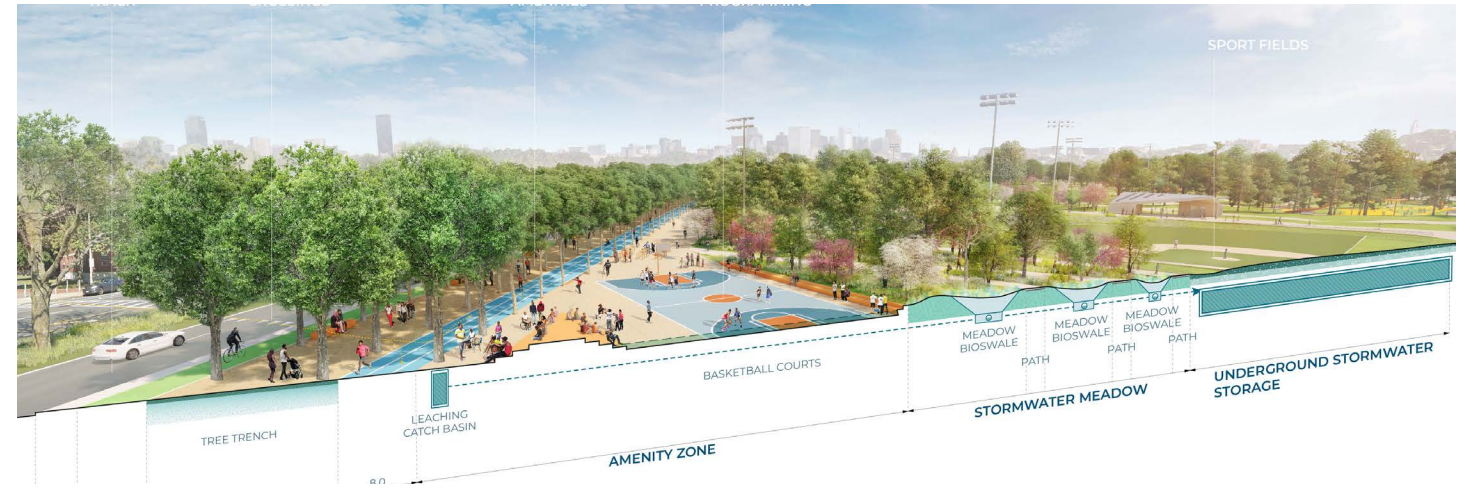 SPORT FIELDS
MEADOW
BIOSWALE
MEADOW
BIOSWALE
MEADOW
BIOSWALE
PATH
PATH
PATH
BASKETBALL COURTS
UNDERGROUND STORMWATER
STORAGE
STORMWATER MEADOW
LEACHING
CATCH BASIN
TREE TRENCH
AMENITY ZONE